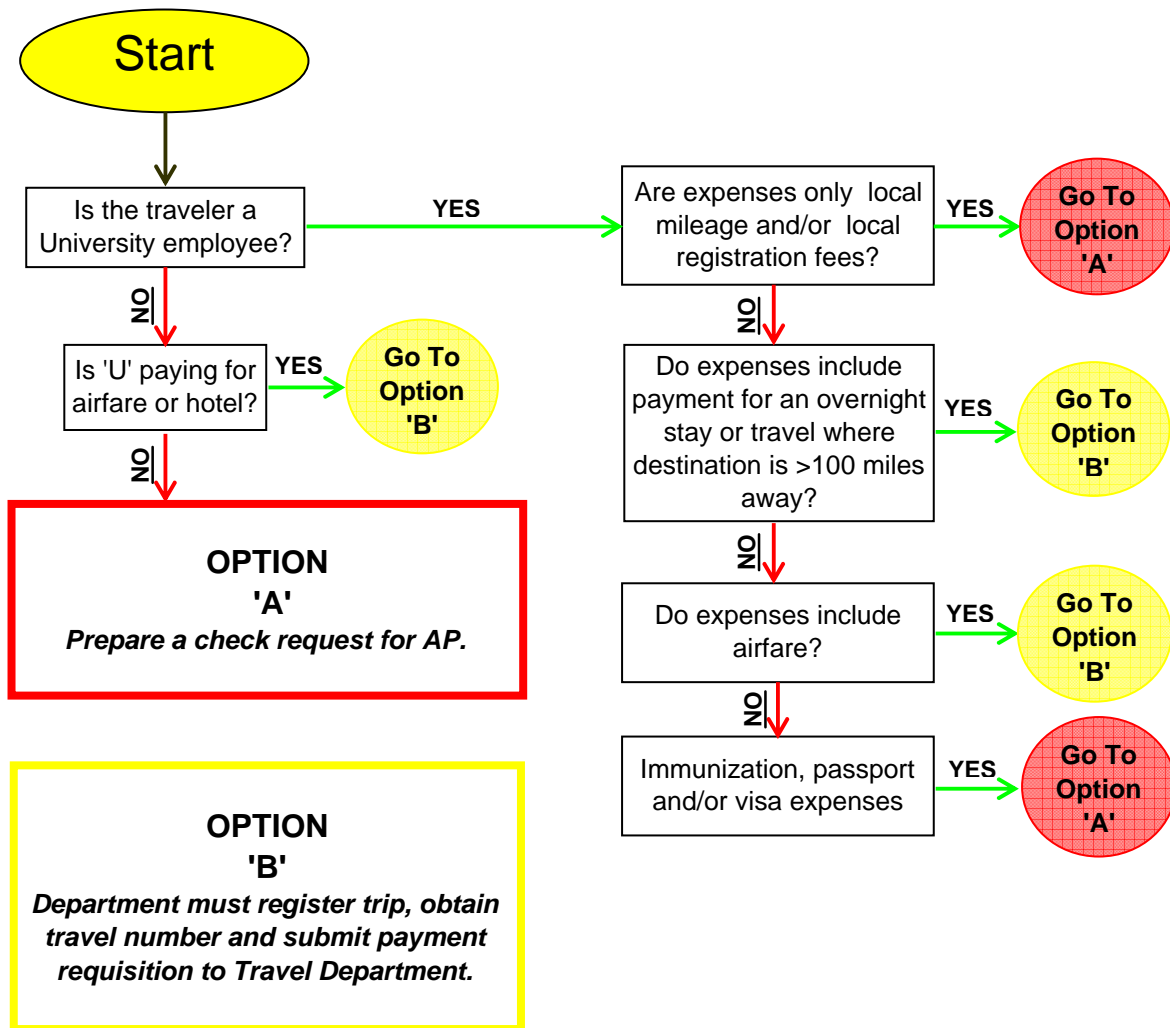 Start
Is the traveler a
University employee?
YES
Are expenses only local
mileage and/or local
registration fees?
YES
Go To
Option
'A'
NO
NO
Is 'U' paying for
airfare or hotel?
YES
Go To
Option
'B'
Do expenses include
payment for an overnight
stay or travel where
destination is >100 miles
away?
YES
Go To
Option
'B'
NO
OPTION
'A'
Prepare a check request for AP.
NO
Do expenses include
airfare?
YES
Go To
Option
'B'
NO
Immunization, passport
and/or visa expenses
YES
Go To
Option
'A'
OPTION
'B'
Department must register trip, obtain
travel number and submit payment
requisition to Travel Department.